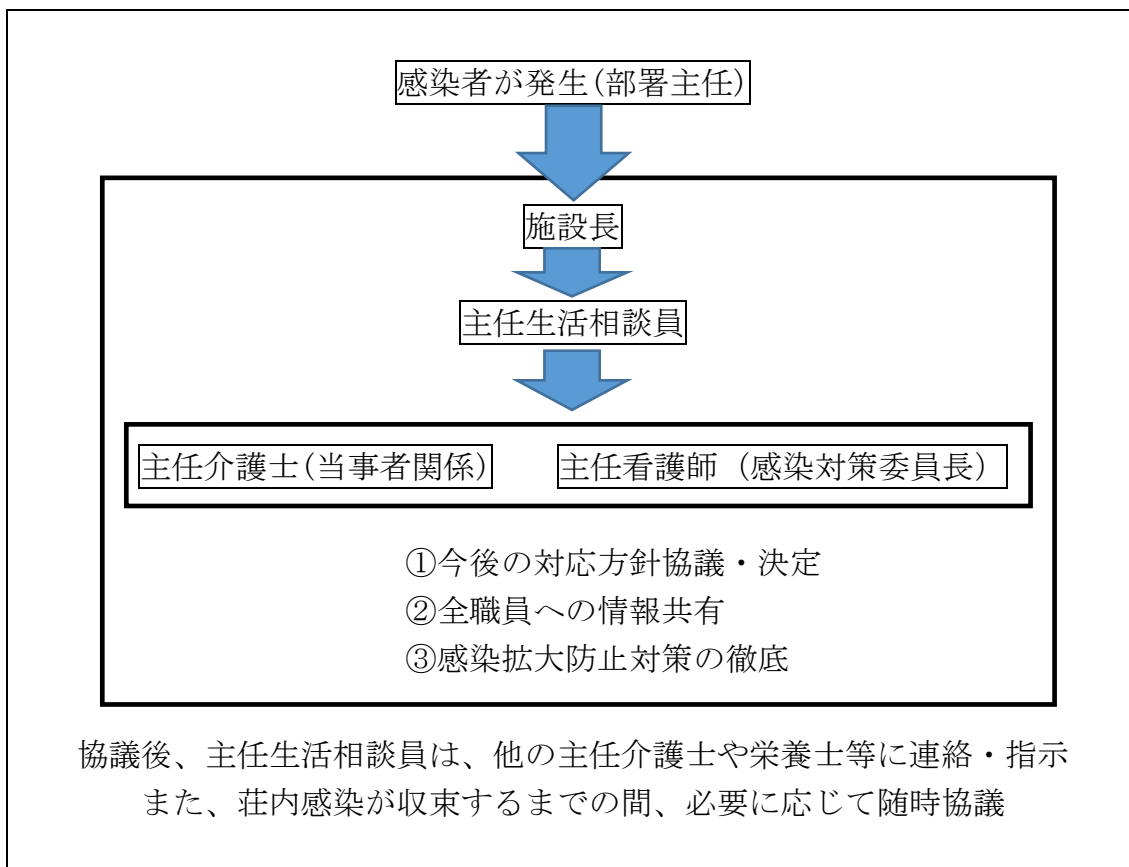 感染者が発生(部署主任)
施設長
主任生活相談員
主任介護士(当事者関係) 主任看護師（感染対策委員長）
①今後の対応方針協議・決定
②全職員への情報共有
③感染拡大防止対策の徹底
協議後、主任生活相談員は、他の主任介護士や栄養士等に連絡・指示
また、荘内感染が収束するまでの間、必要に応じて随時協議